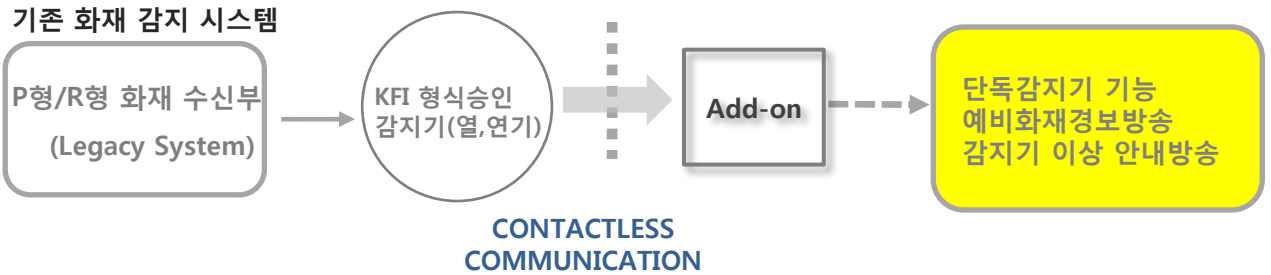 기존 화재 감지 시스템
P형/R형 화재 수신부
(Legacy System)
KFI 형식승인
감지기(열,연기)
Add-on
단독감지기 기능
예비화재경보방송
감지기 이상 안내방송
CONTACTLESS
COMMUNICATION